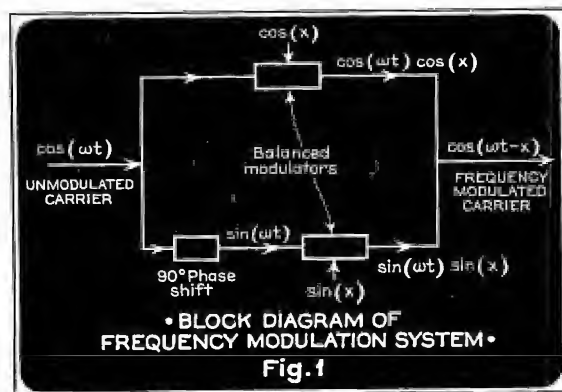 cos(x)
cos(ωt) cos(x)
cos(ωt)
UNMODULATED
CARRIER
Balanced
modulators
cos(ωt-x)
FREQUENCY
MODULATED
CARRIER
sin(ωt)
90° Phase
shift
sin(x)
sin(ωt) sin(x)
• BLOCK DIAGRAM OF
FREQUENCY MODULATION SYSTEM •
Fig.1